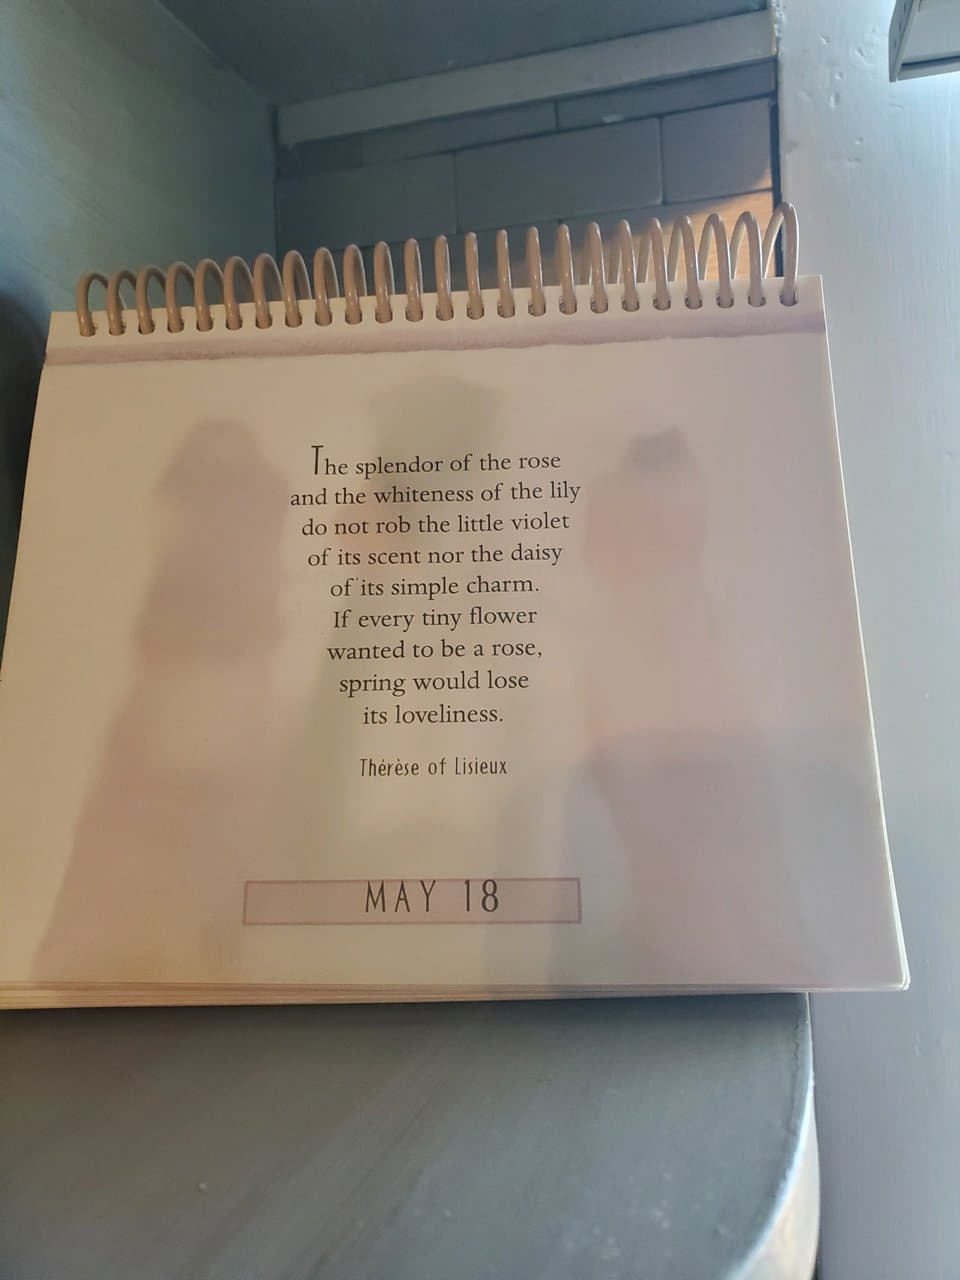 The splendor of the rose
and the whiteness of the lily
do not rob the little violet
of its scent nor the daisy
of its simple charm.
If every tiny flower
wanted to be a rose,
spring would lose
its loveliness.
Thérèse of Lisieux
MAY 18